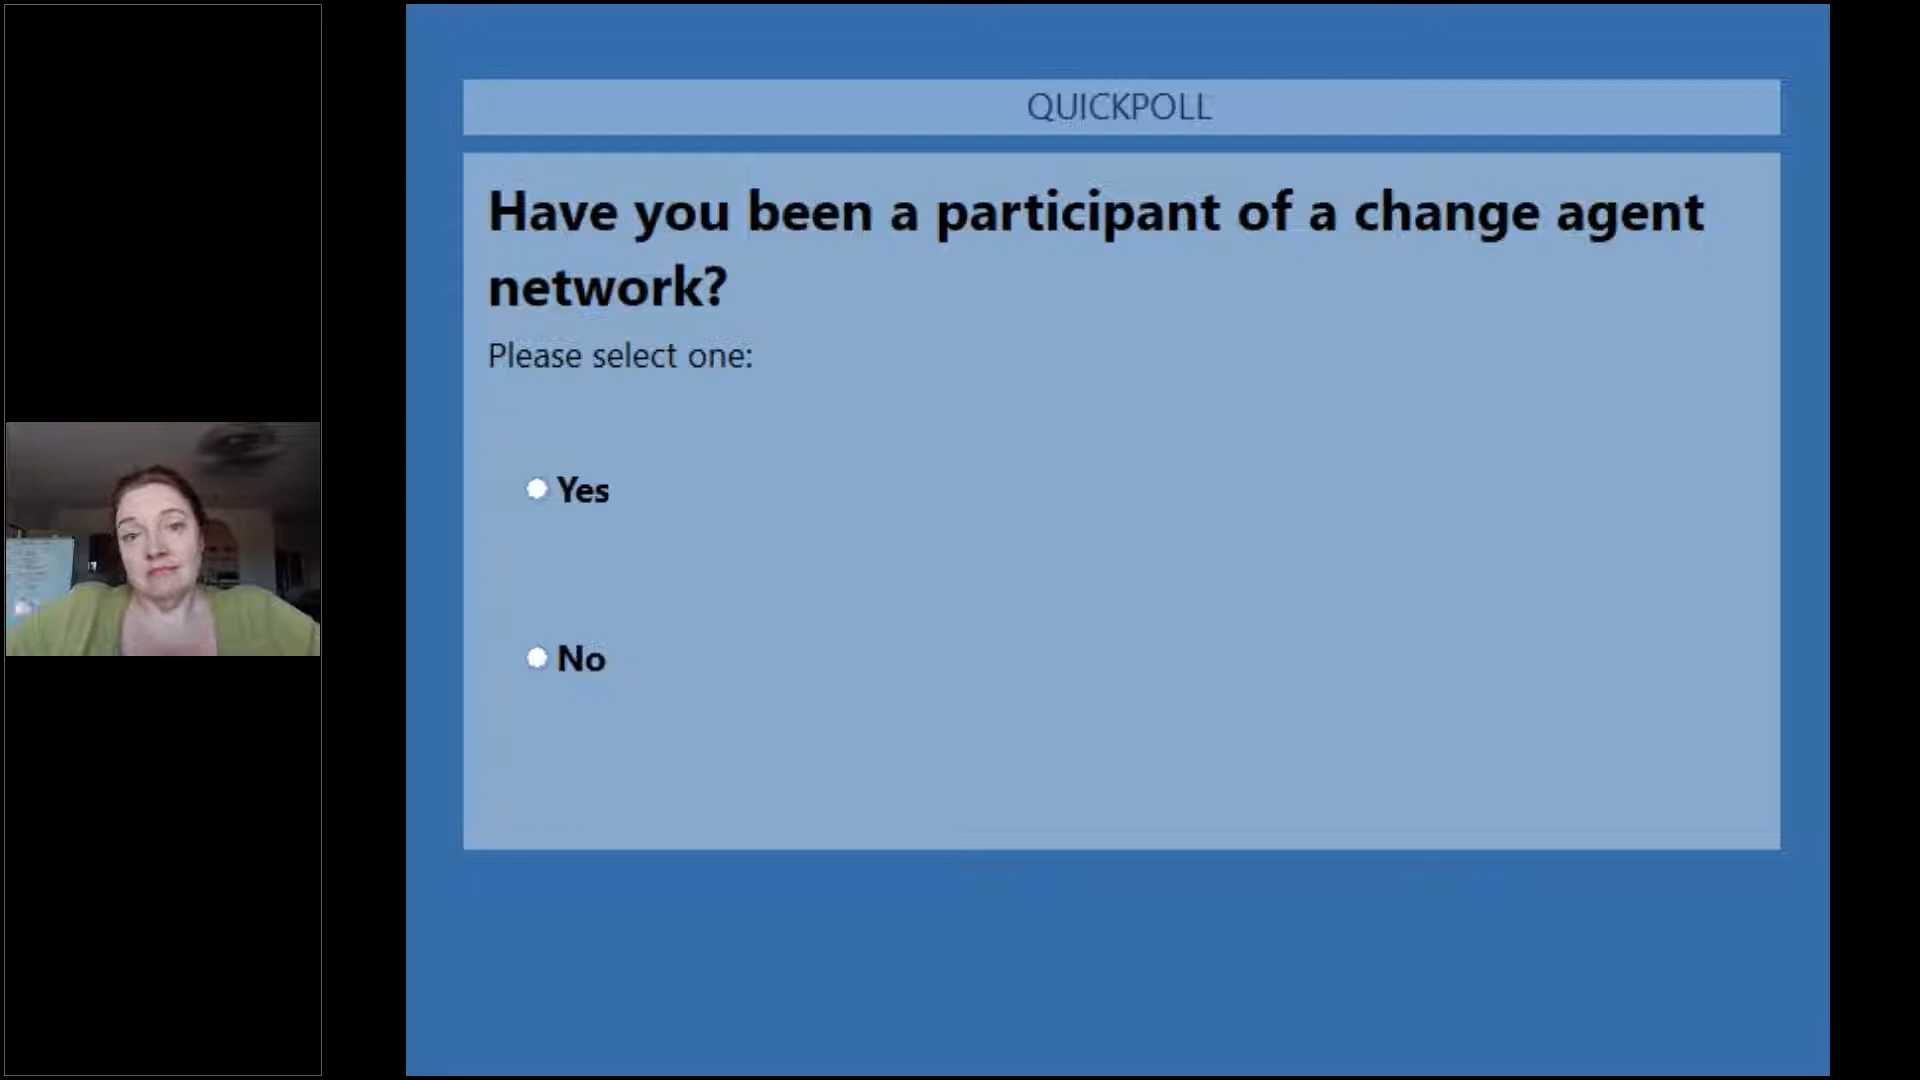 QUICKPOLL
Have you been a participant of a change agent
network?
Please select one:
Yes
No